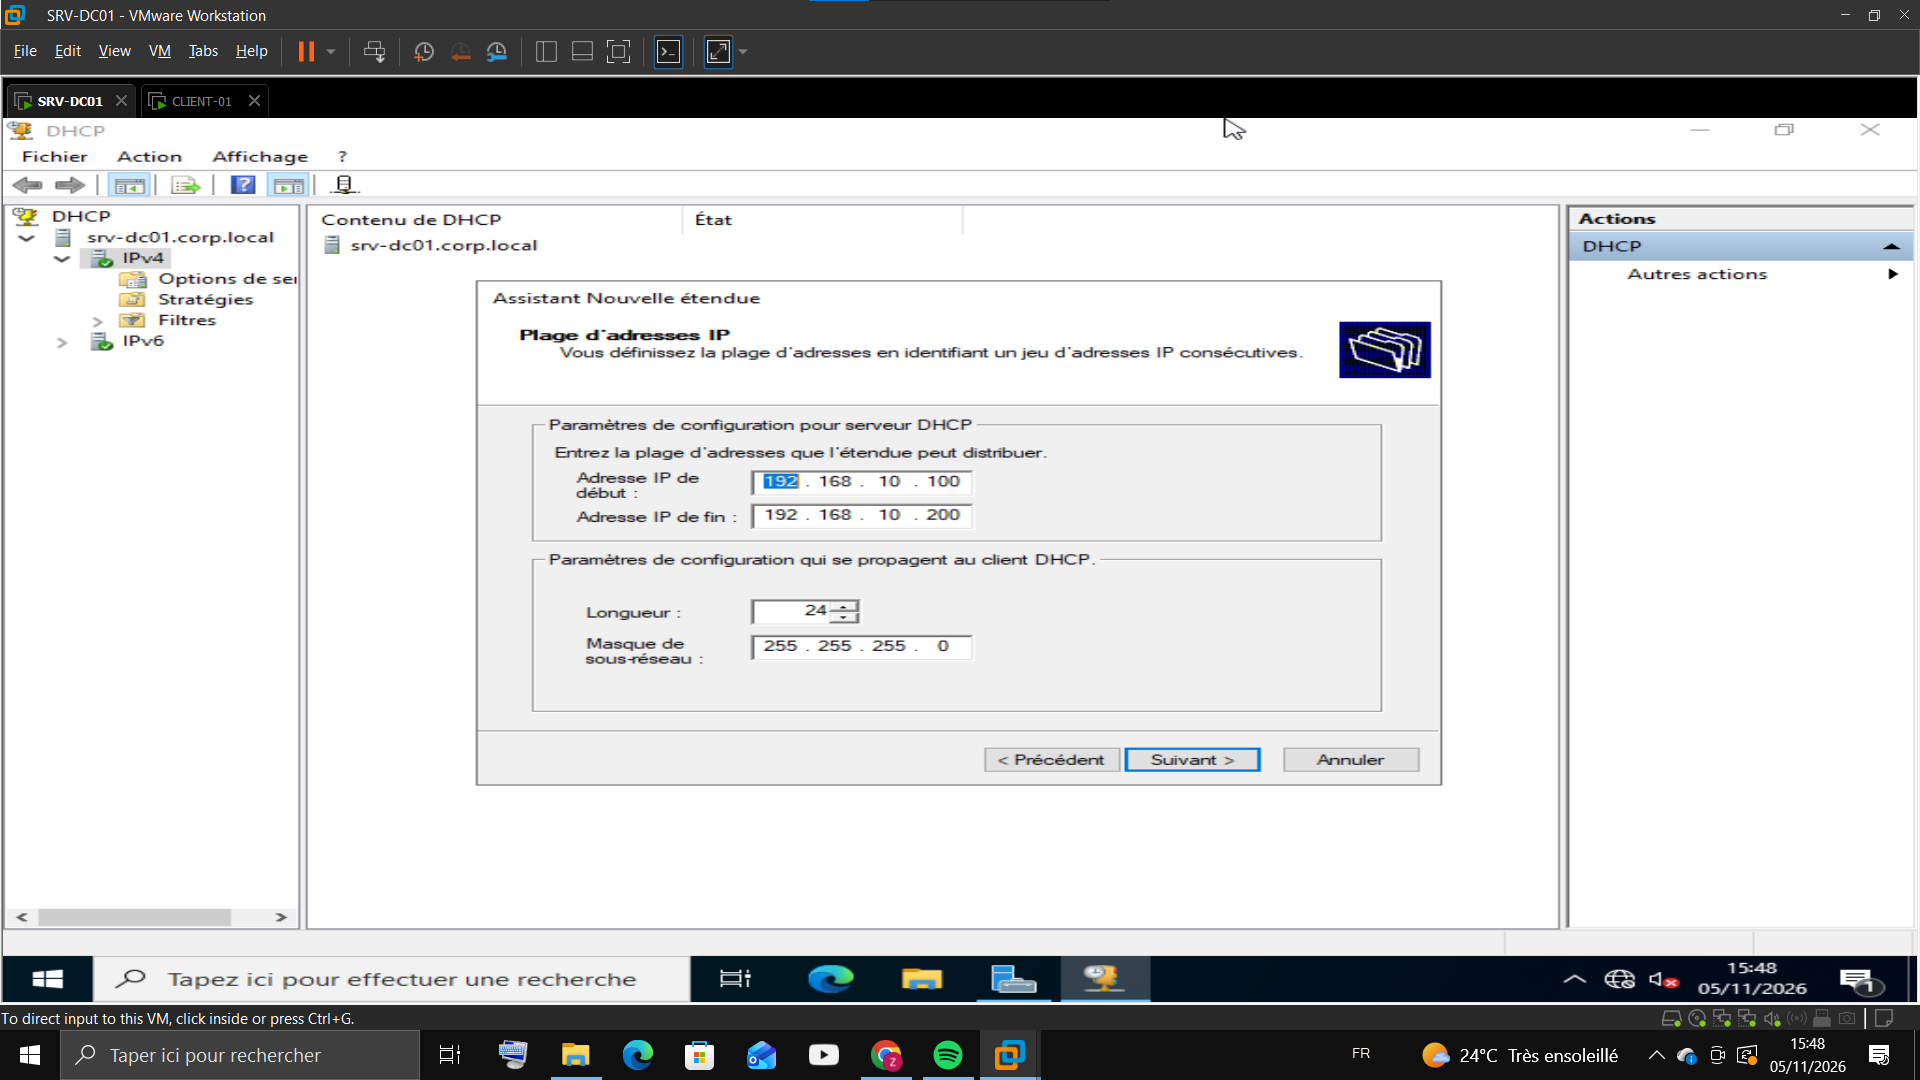 SRV-DC01 - VMware Workstation
File Edit View VM Tabs Help
SRV-DC01 CLIENT-01
DHCP
Fichier Action Affichage ?
DHCP
srv-dc01.corp.local
IPv4
Options de ser
Stratégies
Filtres
IPv6
Contenu de DHCP État
srv-dc01.corp.local
Assistant Nouvelle étendue
Plage d'adresses IP
Vous définissez la plage d'adresses en identifiant un jeu d'adresses IP consécutives.
Paramètres de configuration pour serveur DHCP
Entrez la plage d'adresses que l'étendue peut distribuer.
Adresse IP de
début :
192 . 168 . 10 . 100
Adresse IP de fin : 192 . 168 . 10 . 200
Paramètres de configuration qui se propagent au client DHCP.
Longueur : 24
Masque de
sous-réseau :
255 . 255 . 255 . 0
< Précédent Suivant > Annuler
Actions
DHCP
Autres actions
Tapez ici pour effectuer une recherche
15:48
05/11/2026
1
To direct input to this VM, click inside or press Ctrl+G.
Taper ici pour rechercher
Z
FR
24°C Très ensoleillé
15:48
05/11/2026